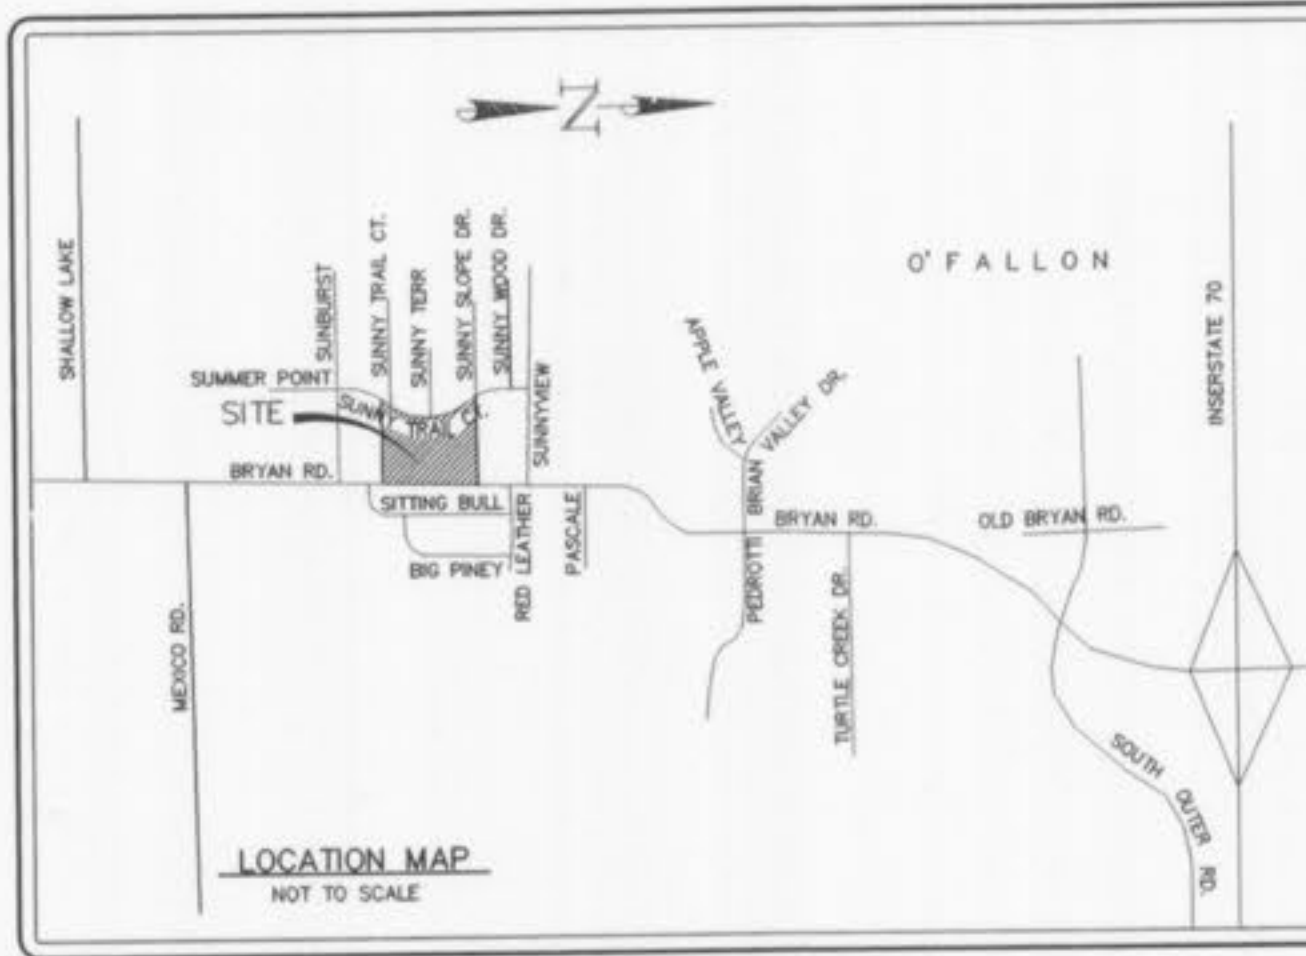 N
O'FALLON
SHALLOW LAKE
SUNBURST
SUNNY TRAIL CT.
SUNNY TERR
SUNNY SLOPE DR.
SUNNY WOOD DR.
SUNNYVIEW
SUMMER POINT
SITE
SUNNY TRAIL CT.
BRYAN RD.
SITTING BULL
BIG PINEY
RED LEATHER
PASCALE
MEXICO RD.
APPLE VALLEY
BRIAN VALLEY DR.
PEDROTTI
BRYAN RD.
TURTLE CREEK DR.
OLD BRYAN RD.
INSERSTATE 70
SOUTH OUTER RD.
LOCATION MAP
NOT TO SCALE